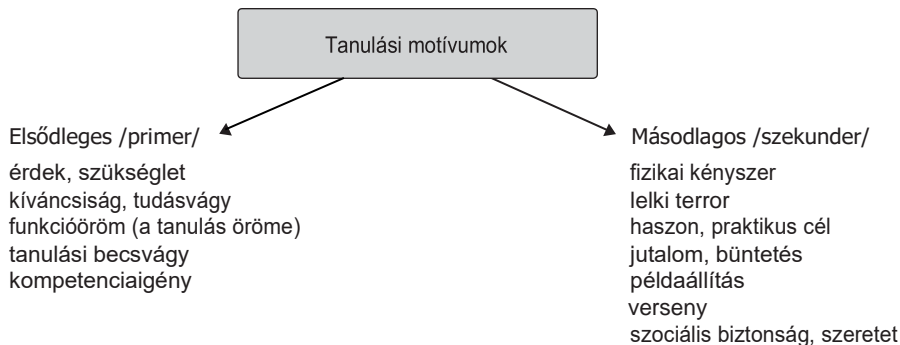 Tanulási motívumok
Elsődleges /primer/
érdek, szükséglet
kíváncsiság, tudásvágy
funkcióöröm (a tanulás öröme)
tanulási becsvágy
kompetenciaigény
Másodlagos /szekunder/
fizikai kényszer
lelki terror
haszon, praktikus cél
jutalom, büntetés
példaállítás
verseny
szociális biztonság, szeretet